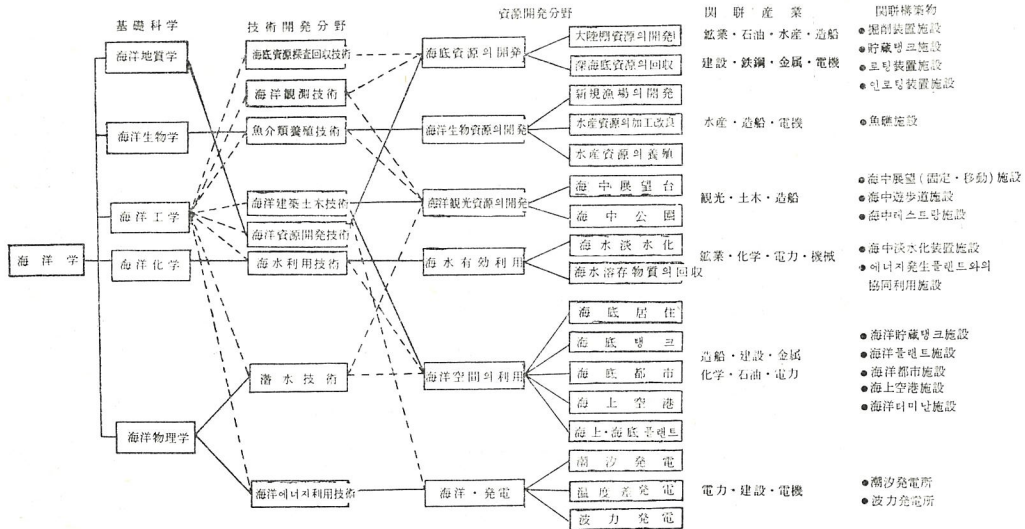 基礎科学
技術開発分野
資源開発分野
関聯産業
関聯構築物
海洋学
海洋地質学
海洋生物学
海洋工学
海洋化学
海洋物理学
海底資源探査回収技術
海洋観測技術
魚介類養殖技術
海洋建築土木技術
海洋資源開発技術
海水利用技術
潜水技術
海洋에너지利用技術
海底資源의開発
海洋生物資源의開発
海洋観光資源의開発
海水有効利用
海洋空間의利用
海洋・発電
大陸棚資源의開発
深海底資源의回収
新規漁場의開発
水産資源의加工改良
水産資源의養殖
海中展望台
海中公園
海水淡水化
海水溶存物質의回収
海底居住
海底탱크
海底都市
海上空港
海上・海底플랜트
潮汐発電
温度差発電
波力発電
鉱業・石油・水産・造船
建設・鉄鋼・金属・電機
水産・造船・電機
観光・土木・造船
鉱業・化学・電力・機械
造船・建設・金属
化学・石油・電力
電力・建設・電機
●掘削装置施設
●貯蔵탱크施設
●로딩装置施設
●언로딩装置施設
●魚礁施設
●海中展望(固定・移動)施設
●海中遊歩道施設
●海中레스트랑施設
●海中淡水化装置施設
●에너지発生플랜트와의
協同利用施設
●海洋貯蔵탱크施設
●海洋플랜트施設
●海洋都市施設
●海上空港施設
●海洋터미날施設
●潮汐発電所
●波力発電所